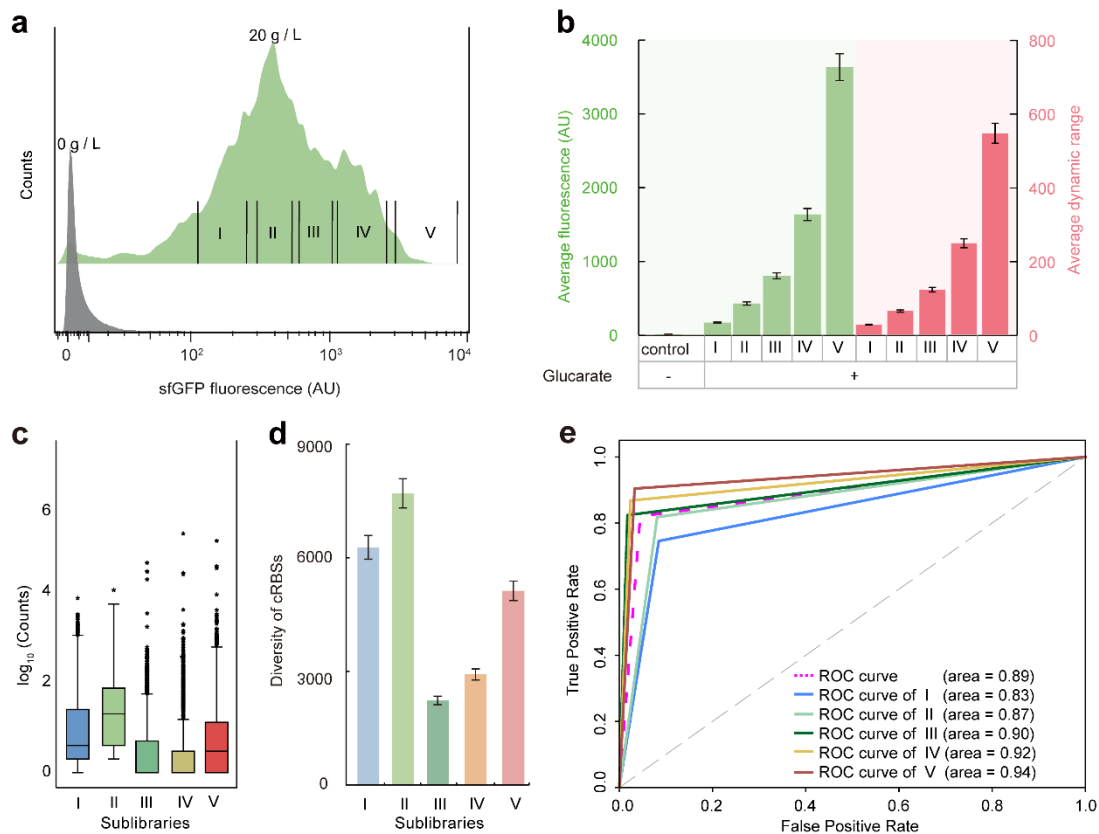 a
20 g / L
0 g / L
Counts
I II III IV V
0 10² 10³ 10⁴
sfGFP fluorescence (AU)
b
4000 800
3000 600
2000 400
1000 200
0 0
Average fluorescence (AU)
Average dynamic range
control I II III IV V I II III IV V
Glucarate - +
c
6
4
2
0
log₁₀ (Counts)
I II III IV V
Sublibraries
d
9000
6000
3000
0
Diversity of cRBSs
I II III IV V
Sublibraries
e
1.0
0.8
0.6
0.4
0.2
0.0
True Positive Rate
ROC curve (area = 0.89)
ROC curve of I (area = 0.83)
ROC curve of II (area = 0.87)
ROC curve of III (area = 0.90)
ROC curve of IV (area = 0.92)
ROC curve of V (area = 0.94)
0.0 0.2 0.4 0.6 0.8 1.0
False Positive Rate